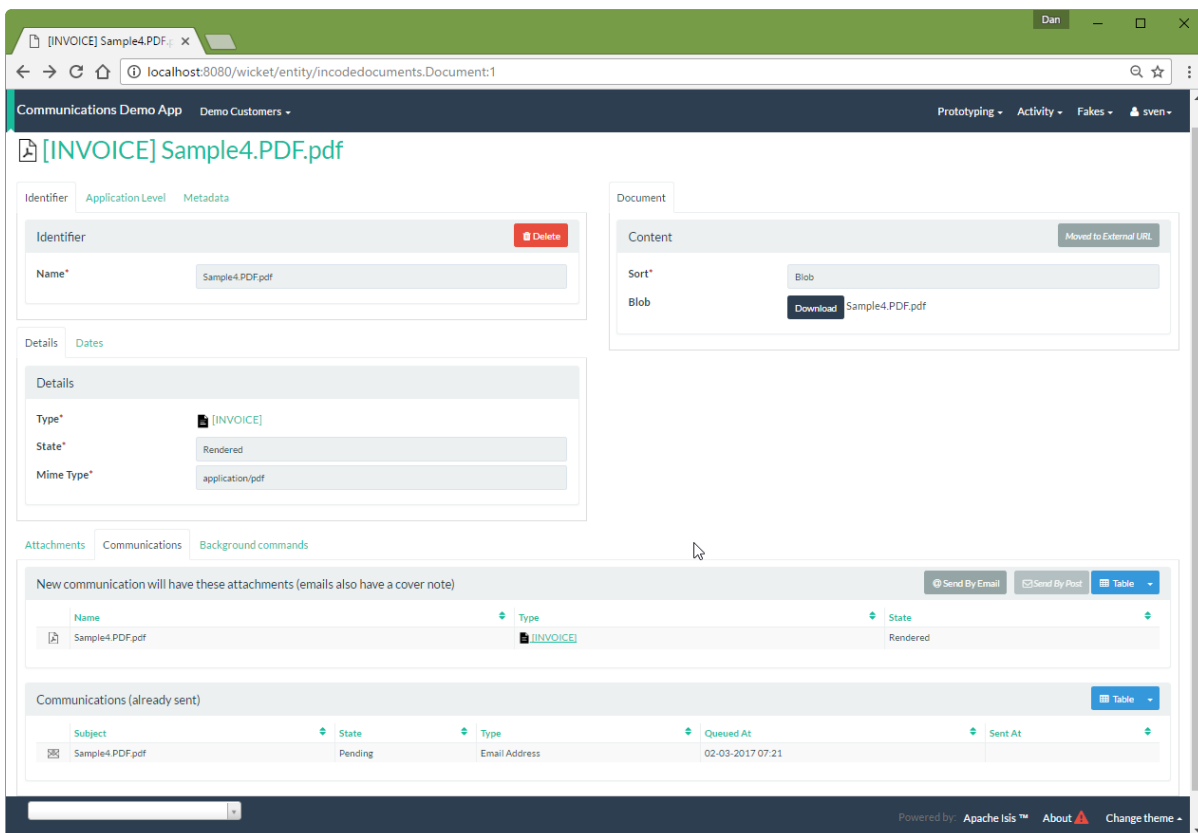 Dan
[INVOICE] Sample4.PDF.p
localhost:8080/wicket/entity/incodedocuments.Document:1
Communications Demo App Demo Customers Prototyping Activity Fakes sven
[INVOICE] Sample4.PDF.pdf
Identifier Application Level Metadata
Identifier Delete
Name* Sample4.PDF.pdf
Document
Content Moved to External URL
Sort* Blob
Blob Download Sample4.PDF.pdf
Details Dates
Details
Type* [INVOICE]
State* Rendered
Mime Type* application/pdf
Attachments Communications Background commands
New communication will have these attachments (emails also have a cover note) @ Send By Email Send By Post Table
Name Type State
Sample4.PDF.pdf [INVOICE] Rendered
Communications (already sent) Table
Subject State Type Queued At Sent At
Sample4.PDF.pdf Pending Email Address 02-03-2017 07:21
Powered by: Apache Isis ™ About Change theme